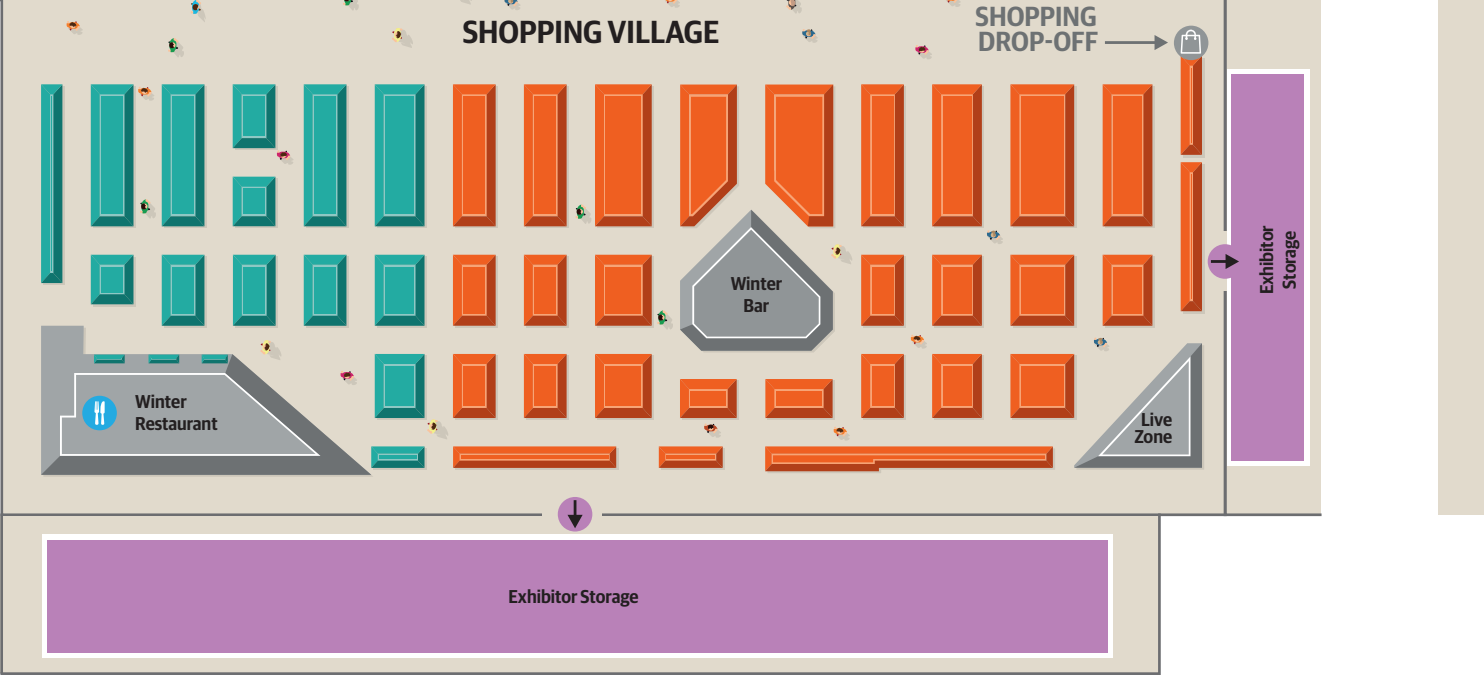 SHOPPING VILLAGE
SHOPPING
DROP-OFF
Winter
Bar
Exhibitor
Storage
Winter
Restaurant
Live
Zone
Exhibitor Storage